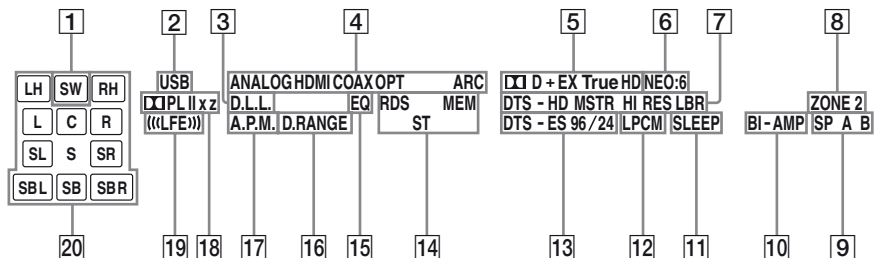 1 2 3 4 5 6 7 8
LH SW RH USB ANALOG HDMI COAX OPT ARC D + EX True HD NEO:6
PL II x z D.L.L. EQ RDS MEM DTS - HD MSTR HI RES LBR ZONE 2
L C R (((LFE))) A.P.M. D.RANGE ST DTS - ES 96/24 LPCM SLEEP BI - AMP SP A B
SL S SR
SBL SB SBR
20 19 18 17 16 15 14 13 12 11 10 9